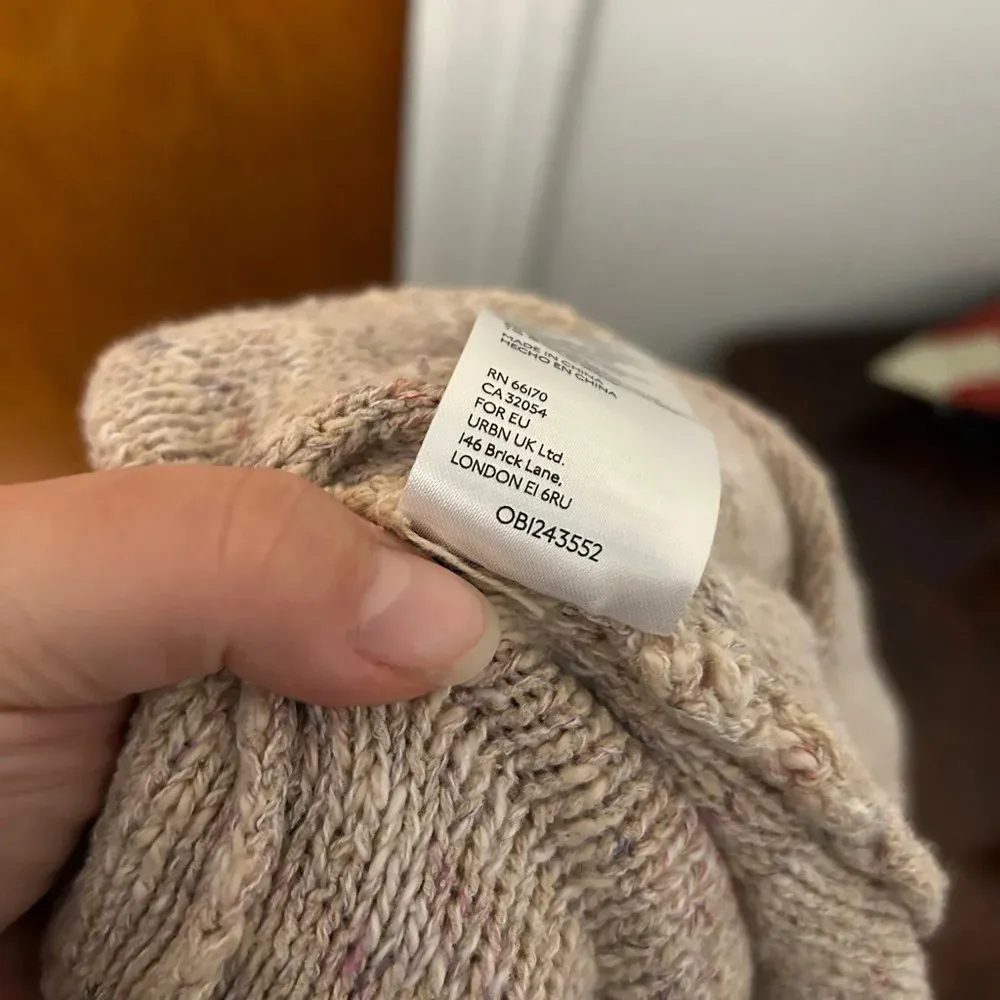 MADE IN CHINA
HECHO EN CHINA
RN 66170
CA 32054
FOR EU
URBN UK Ltd.
146 Brick Lane,
LONDON E1 6RU
OB1243552